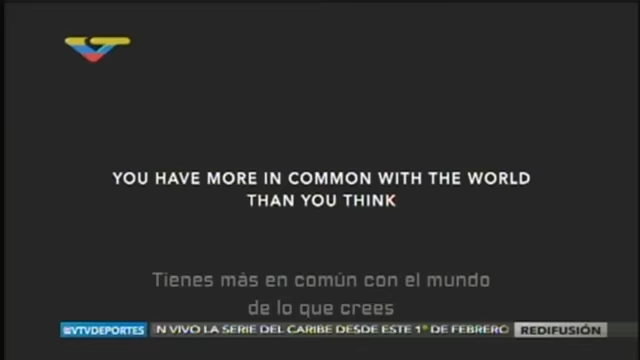 YOU HAVE MORE IN COMMON WITH THE WORLD
THAN YOU THINK
Tienes más en común con el mundo
de lo que crees
@VTVDEPORTES N VIVO LA SERIE DEL CARIBE DESDE ESTE 1º DE FEBRERO REDIFUSIÓN